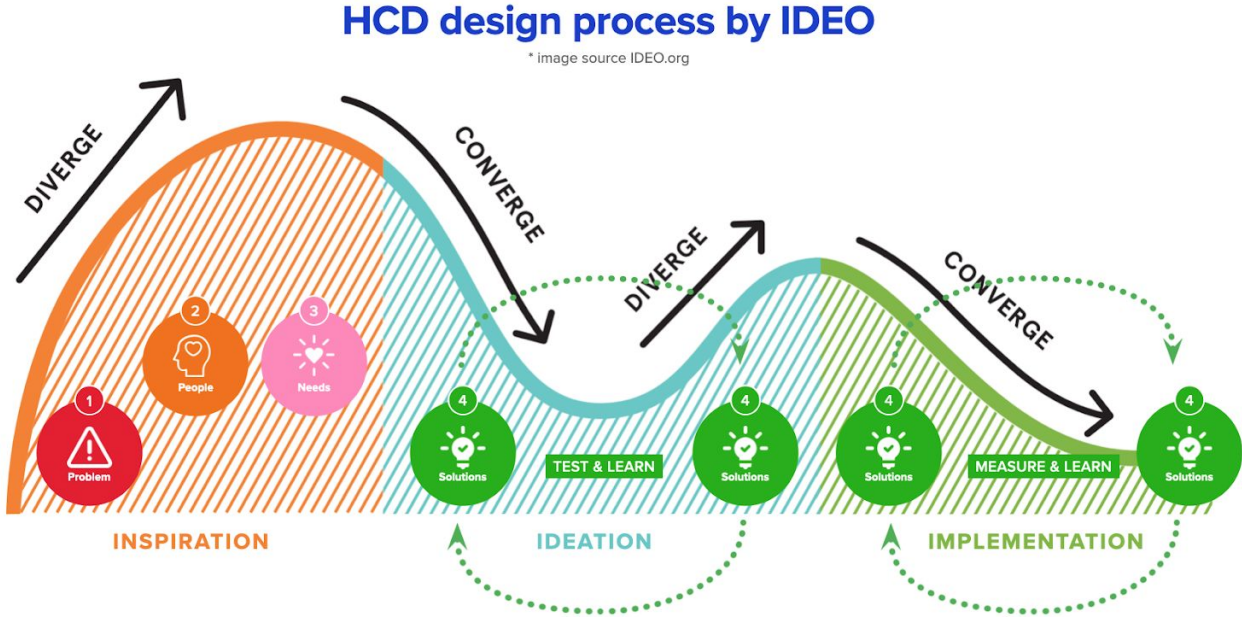 HCD design process by IDEO
* image source IDEO.org
DIVERGE
CONVERGE
DIVERGE
CONVERGE
1
Problem
2
People
3
Needs
4
Solutions
TEST & LEARN
4
Solutions
4
Solutions
MEASURE & LEARN
4
Solutions
INSPIRATION
IDEATION
IMPLEMENTATION